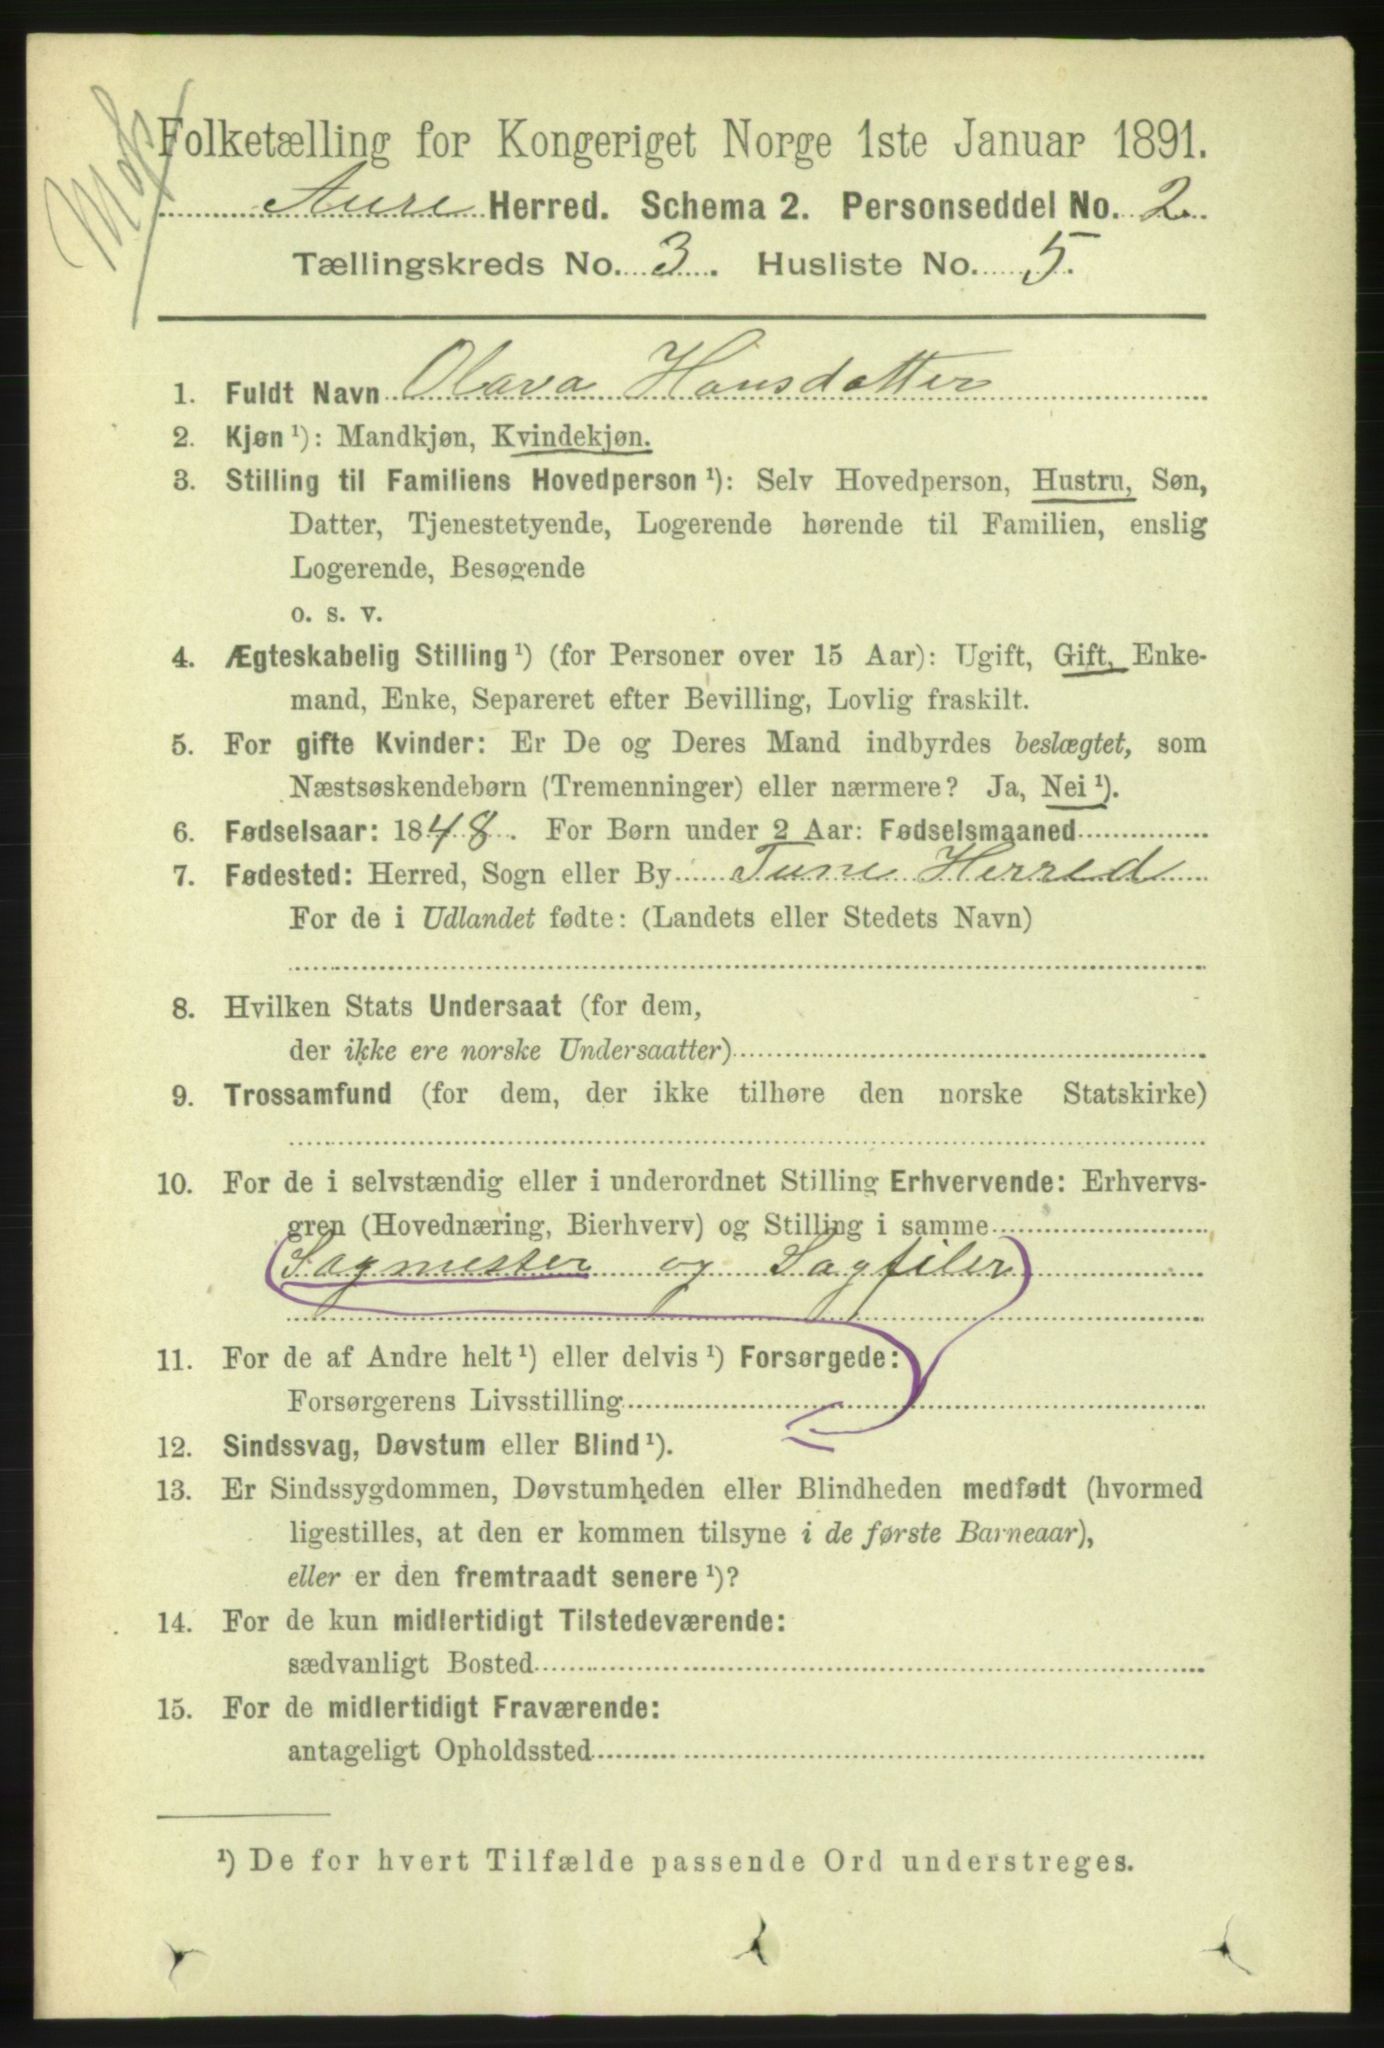 Moss
Folketælling for Kongeriget Norge 1ste Januar 1891.
Aure Herred. Schema 2. Personseddel No. 2.
Tællingskreds No. 3. Husliste No. 5.
1. Fuldt Navn Olava Hansdatter
2. Kjøn ¹): Mandkjøn, Kvindekjøn.
3. Stilling til Familiens Hovedperson ¹): Selv Hovedperson, Hustru, Søn,
Datter, Tjenestetyende, Logerende hørende til Familien, enslig
Logerende, Besøgende
o. s. v.
4. Ægteskabelig Stilling ¹) (for Personer over 15 Aar): Ugift, Gift, Enke-
mand, Enke, Separeret efter Bevilling, Lovlig fraskilt.
5. For gifte Kvinder: Er De og Deres Mand indbyrdes beslægtet, som
Næstsøskendebørn (Tremenninger) eller nærmere? Ja, Nei ¹).
6. Fødselsaar: 1848. For Børn under 2 Aar: Fødselsmaaned
7. Fødested: Herred, Sogn eller By Tune Herred
For de i Udlandet fødte: (Landets eller Stedets Navn)
8. Hvilken Stats Undersaat (for dem,
der ikke ere norske Undersaatter)
9. Trossamfund (for dem, der ikke tilhøre den norske Statskirke)
10. For de i selvstændig eller i underordnet Stilling Erhvervende: Erhvervs-
gren (Hovednæring, Bierhverv) og Stilling i samme
Sagmester og Sagfiler
11. For de af Andre helt ¹) eller delvis ¹) Forsørgede:
Forsørgerens Livsstilling
12. Sindssvag, Døvstum eller Blind ¹).
13. Er Sindssygdommen, Døvstumheden eller Blindheden medfødt (hvormed
ligestilles, at den er kommen tilsyne i de første Barneaar),
eller er den fremtraadt senere ¹)?
14. For de kun midlertidigt Tilstedeværende:
sædvanligt Bosted
15. For de midlertidigt Fraværende:
antageligt Opholdssted
¹) De for hvert Tilfælde passende Ord understreges.